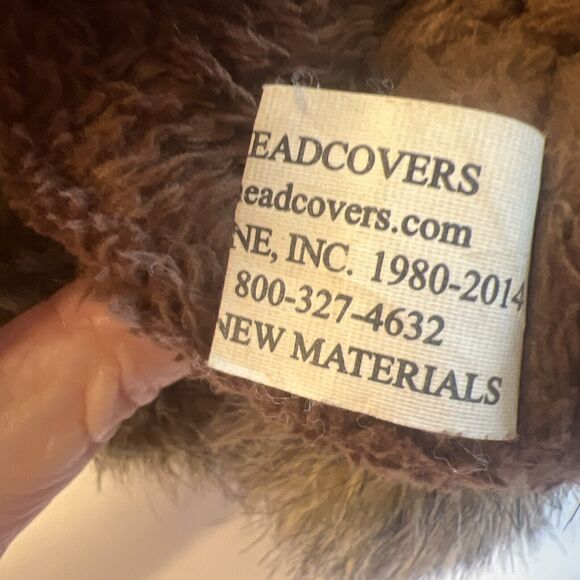 EADCOVERS
eadcovers.com
NE, INC. 1980-2014
800-327-4632
NEW MATERIALS